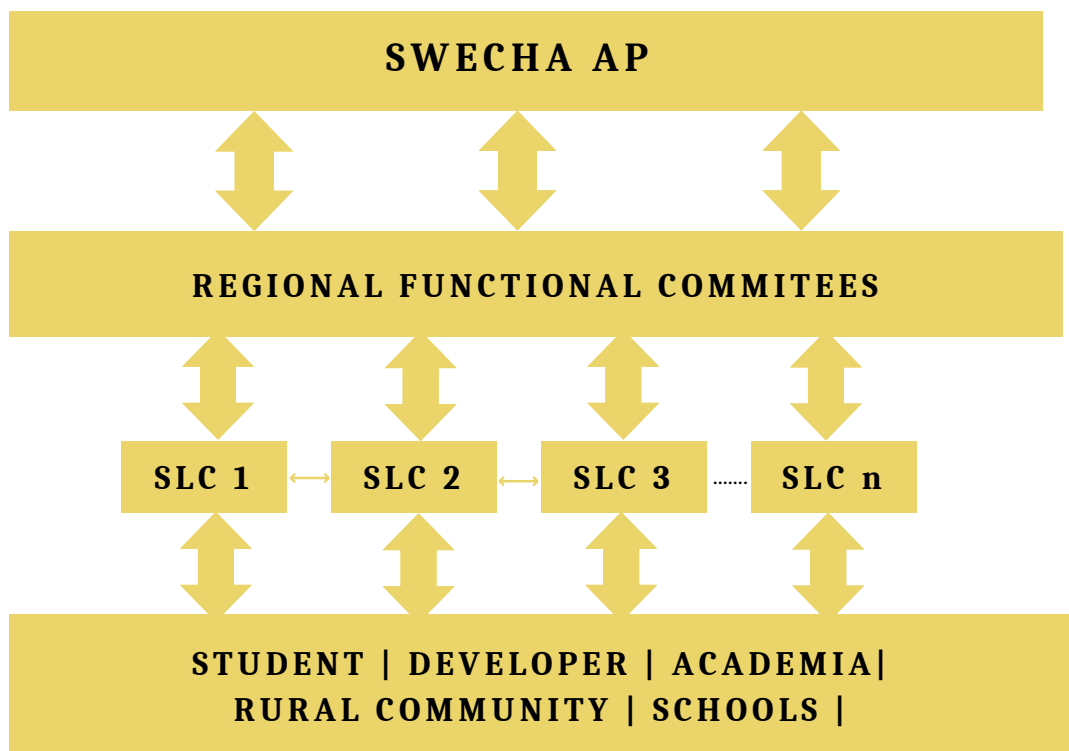 SWECHA AP
REGIONAL FUNCTIONAL COMMITEES
SLC 1 SLC 2 SLC 3 ....... SLC n
STUDENT | DEVELOPER | ACADEMIA|
RURAL COMMUNITY | SCHOOLS |